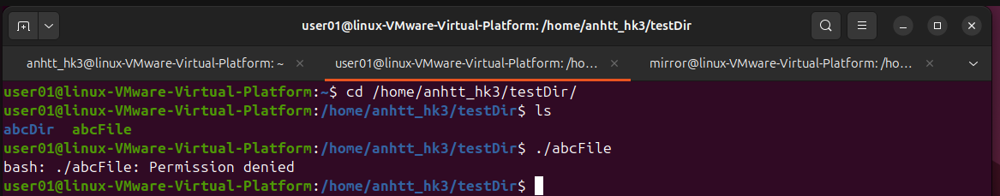 user01@linux-VMware-Virtual-Platform: /home/anhtt_hk3/testDir
anhtt_hk3@linux-VMware-Virtual-Platform: ~
user01@linux-VMware-Virtual-Platform: /ho…
mirror@linux-VMware-Virtual-Platform: /ho…
user01@linux-VMware-Virtual-Platform:~$ cd /home/anhtt_hk3/testDir/
user01@linux-VMware-Virtual-Platform:/home/anhtt_hk3/testDir$ ls
abcDir  abcFile
user01@linux-VMware-Virtual-Platform:/home/anhtt_hk3/testDir$ ./abcFile
bash: ./abcFile: Permission denied
user01@linux-VMware-Virtual-Platform:/home/anhtt_hk3/testDir$